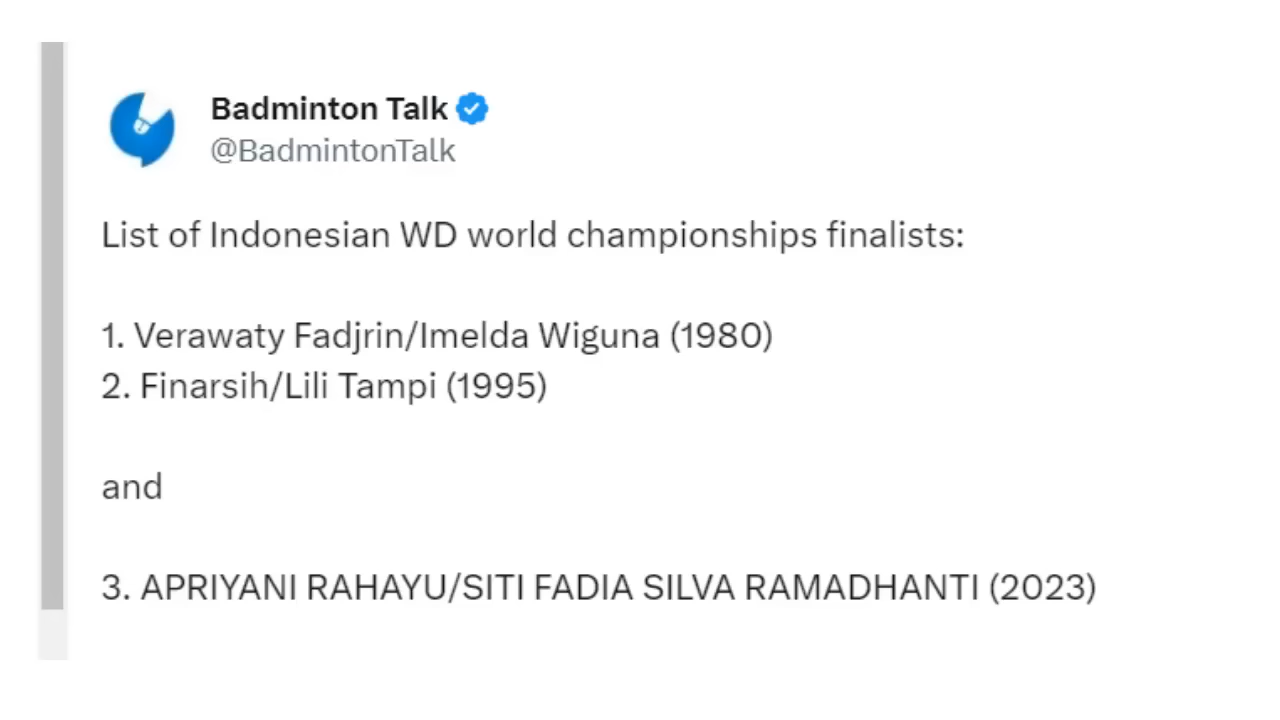 Badminton Talk
@BadmintonTalk
List of Indonesian WD world championships finalists:
1. Verawaty Fadjrin/Imelda Wiguna (1980)
2. Finarsih/Lili Tampi (1995)
and
3. APRIYANI RAHAYU/SITI FADIA SILVA RAMADHANTI (2023)